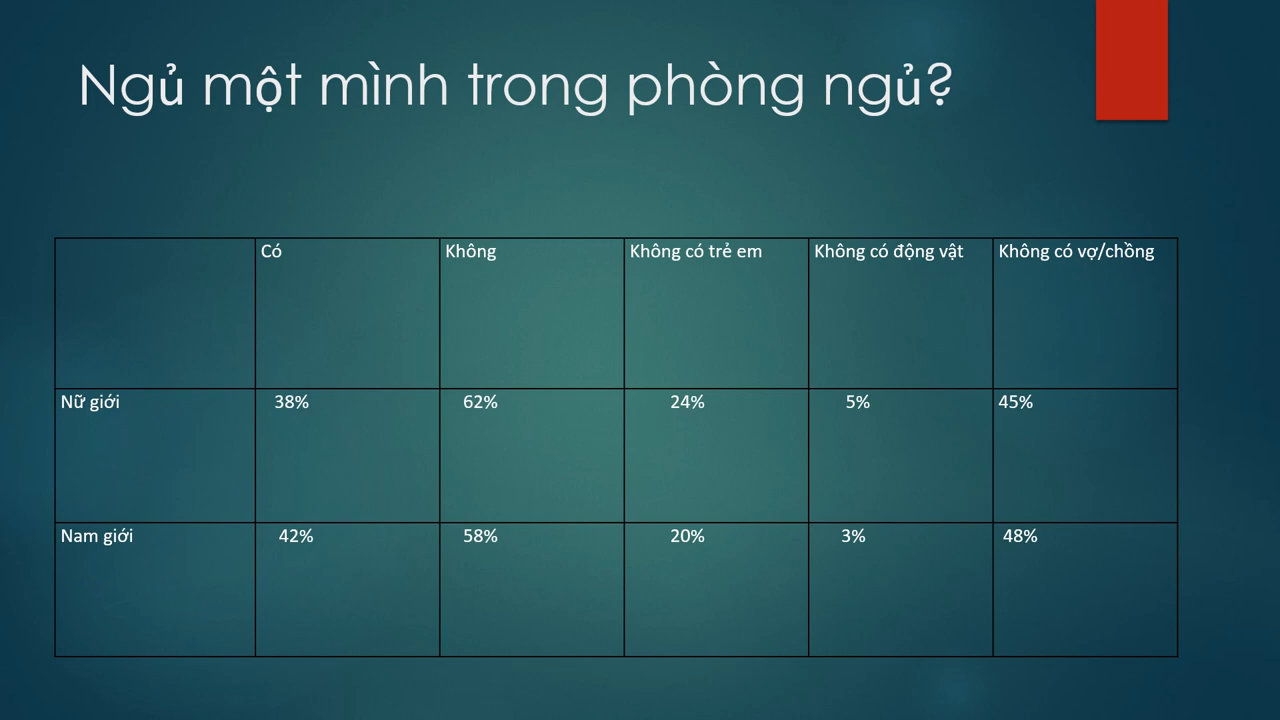 Ngủ một mình trong phòng ngủ?
Có Không Không có trẻ em Không có động vật Không có vợ/chồng
Nữ giới 38% 62% 24% 5% 45%
Nam giới 42% 58% 20% 3% 48%